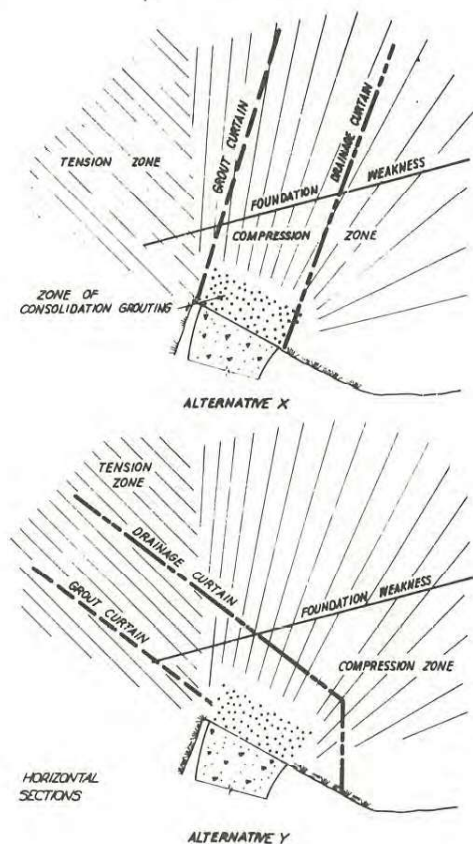 TENSION ZONE
GROUT CURTAIN
DRAINAGE CURTAIN
FOUNDATION WEAKNESS
COMPRESSION ZONE
ZONE OF
CONSOLIDATION GROUTING
ALTERNATIVE X
TENSION
ZONE
DRAINAGE CURTAIN
GROUT CURTAIN
FOUNDATION WEAKNESS
COMPRESSION ZONE
HORIZONTAL
SECTIONS
ALTERNATIVE Y